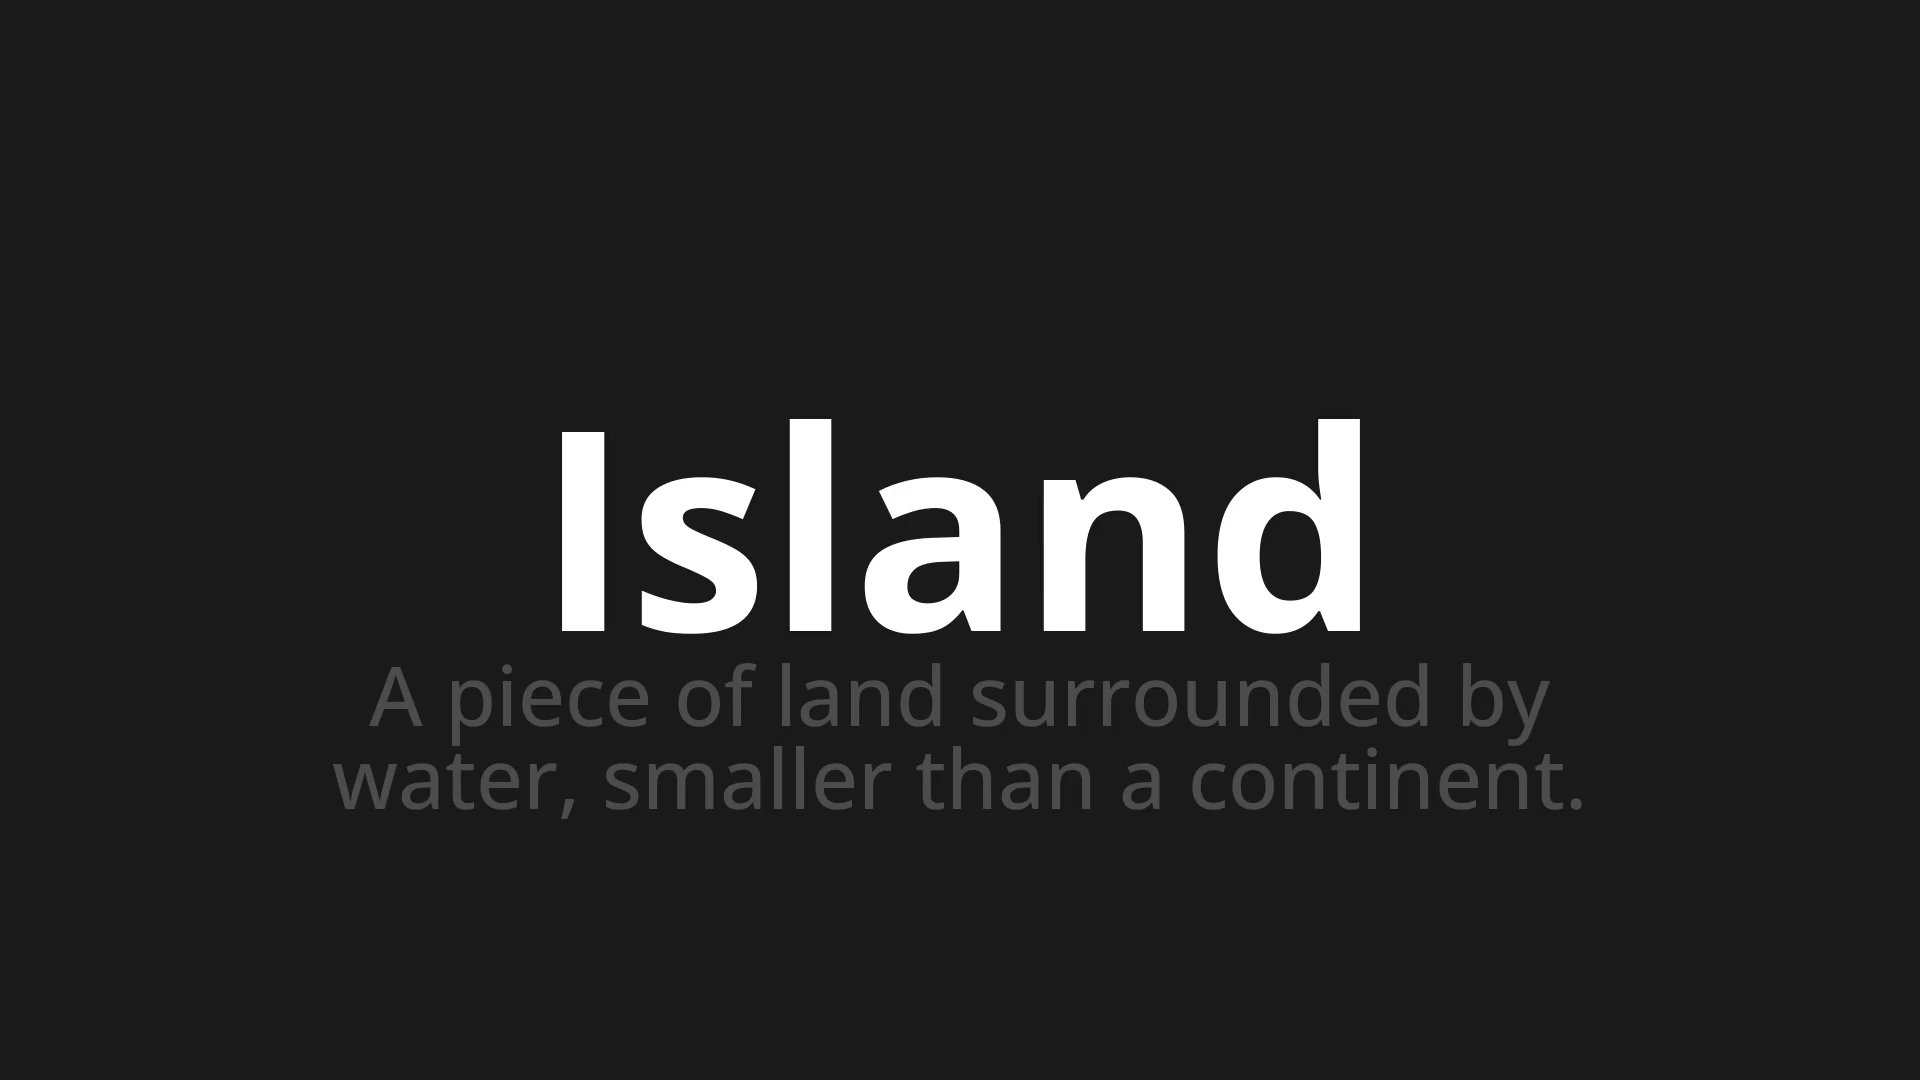 Island
A piece of land surrounded by
water, smaller than a continent.